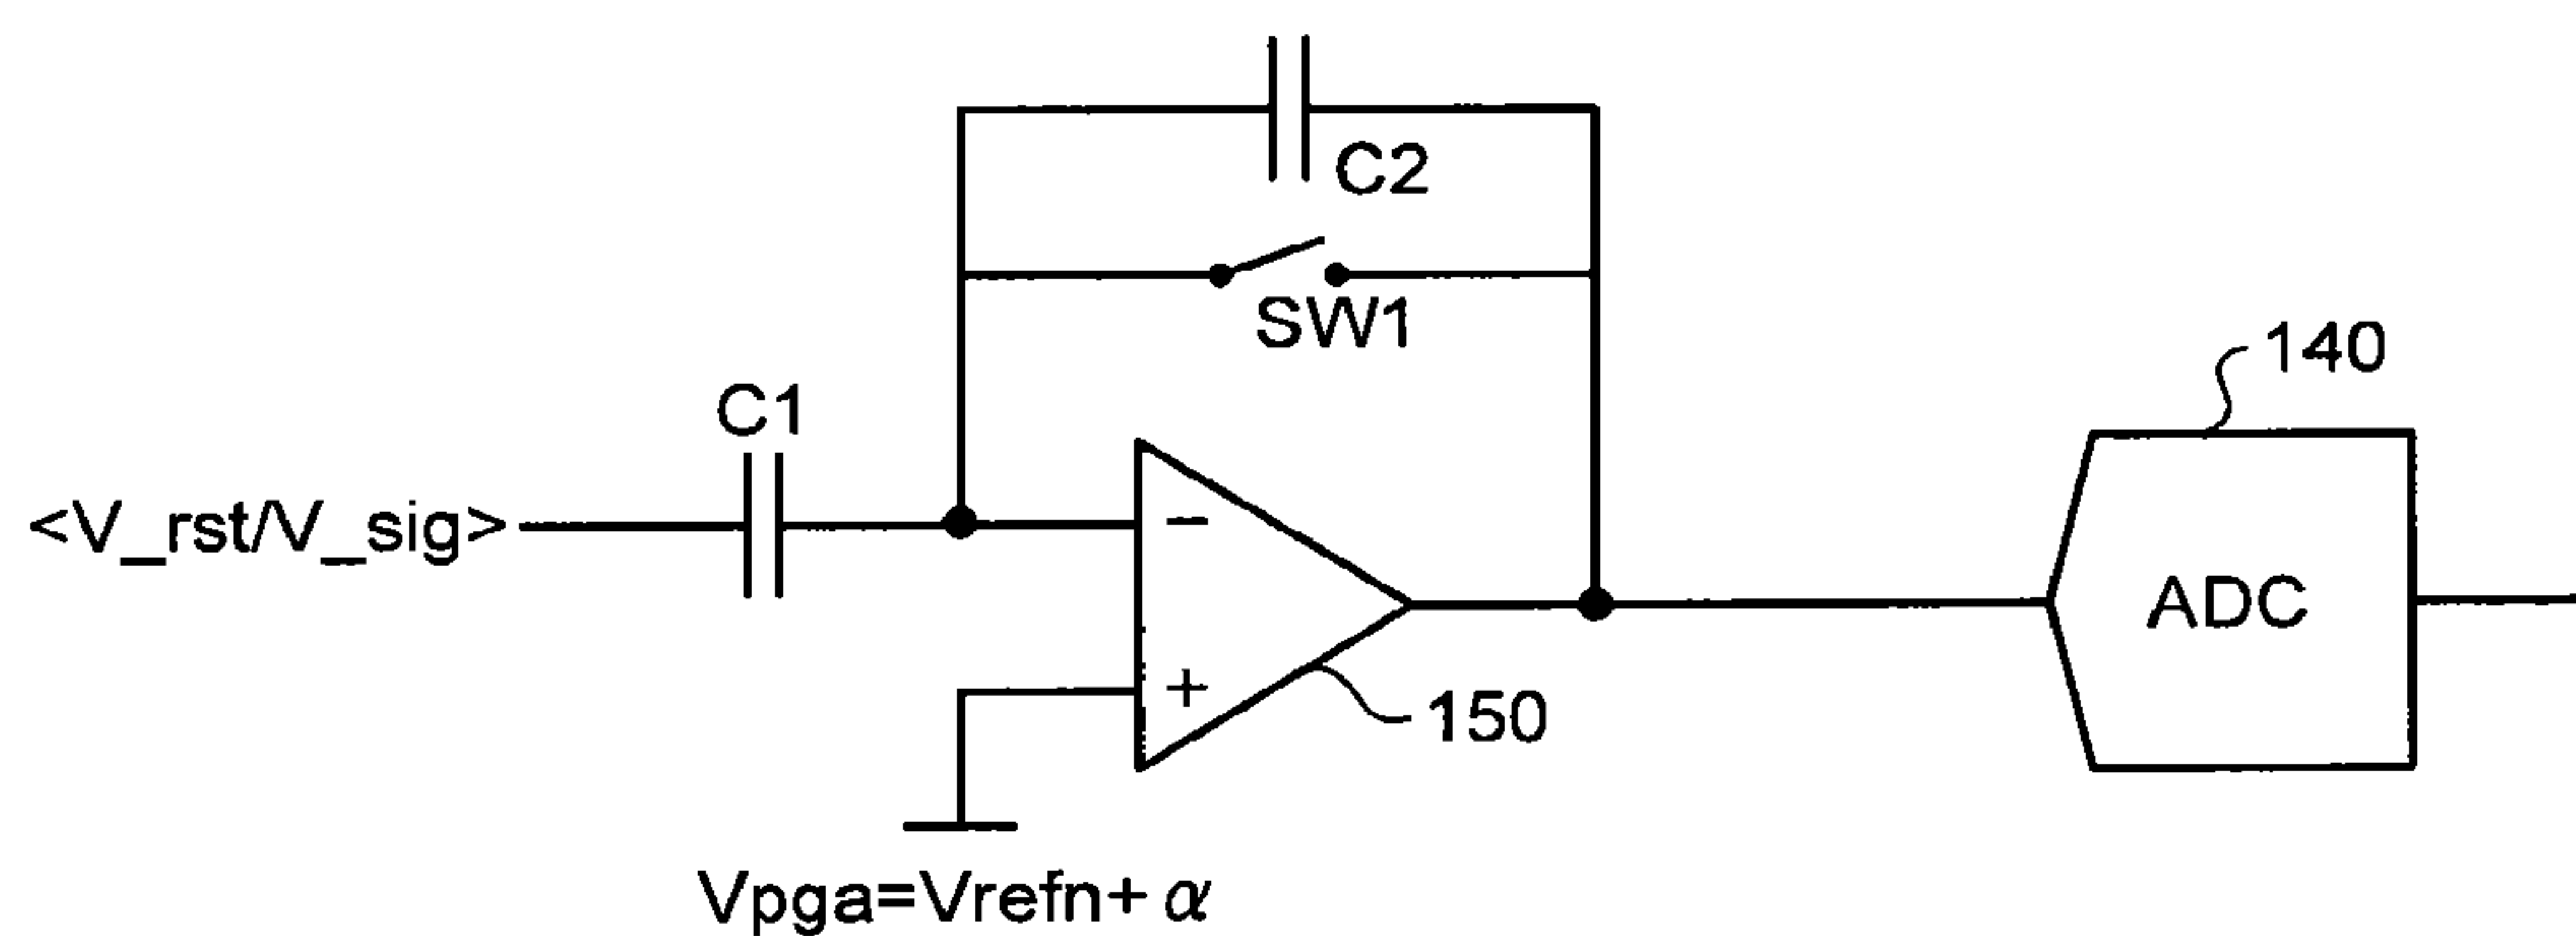 C2
SW1
140
C1
<V_rst/V_sig>
−
ADC
+
150
Vpga=Vrefn+α